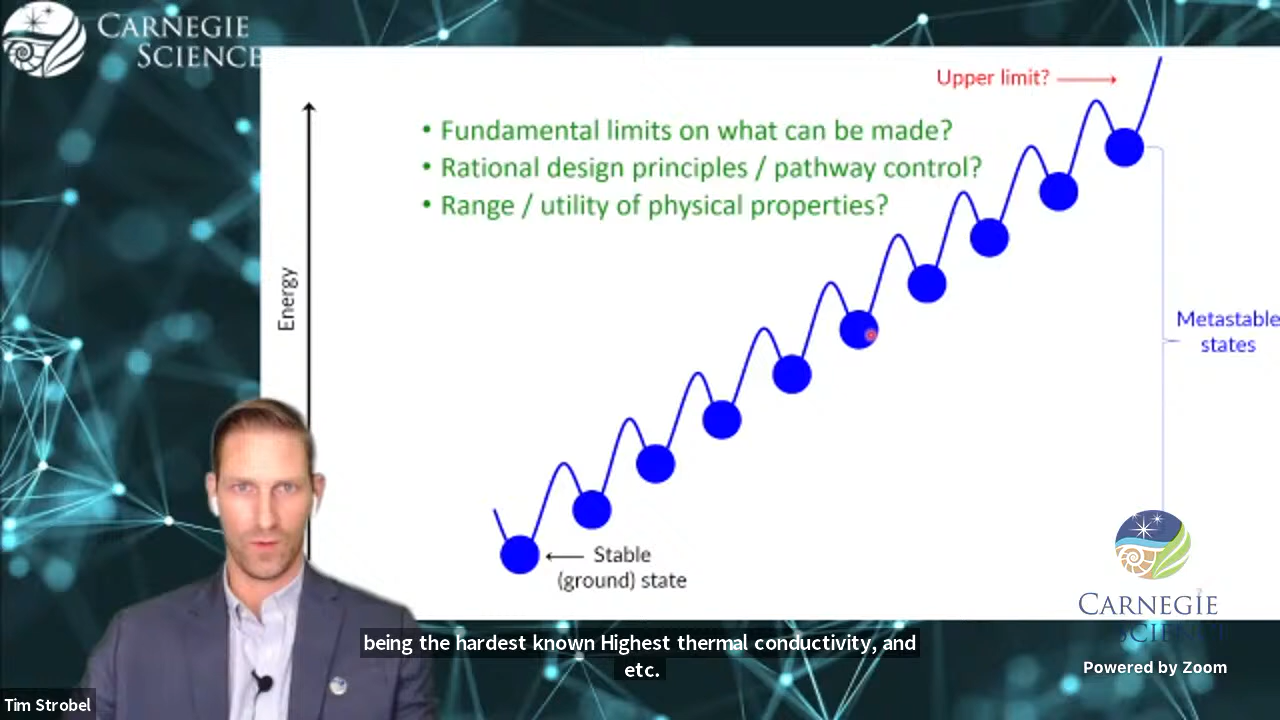 CARNEGIE
SCIENCE
Upper limit?
• Fundamental limits on what can be made?
• Rational design principles / pathway control?
• Range / utility of physical properties?
Energy
Metastable
states
Stable
(ground) state
CARNEGIE
SCIENCE
being the hardest known Highest thermal conductivity, and
etc.
Powered by Zoom
Tim Strobel